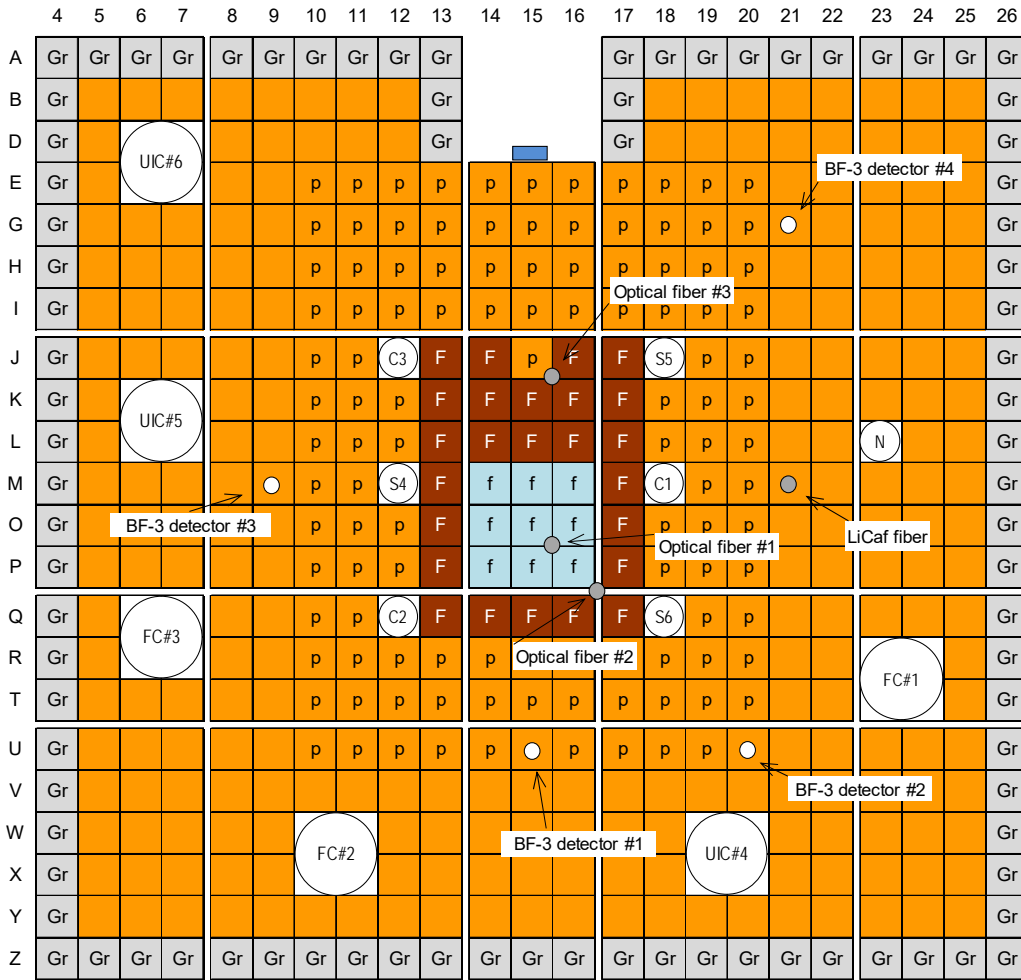 4 5 6 7 8 9 10 11 12 13 14 15 16 17 18 19 20 21 22 23 24 25 26
A Gr Gr Gr Gr Gr Gr Gr Gr Gr Gr Gr Gr Gr Gr Gr Gr Gr Gr Gr Gr
B Gr Gr Gr Gr
D Gr UIC#6 Gr Gr Gr
BF-3 detector #4
E Gr p p p p p p p p p p p Gr
G Gr p p p p p p p p p p p Gr
H Gr p p p p p p p p p p p Gr
Optical fiber #3
I Gr p p p p p p p p p p p Gr
J Gr p p C3 F F p F F S5 p p Gr
K Gr p p p F F F F F p p p Gr
UIC#5
L Gr p p p F F F F F p p p N Gr
M Gr p p S4 F f f f F C1 p p Gr
O Gr BF-3 detector #3 p p p F f f f F p p p LiCaf fiber Gr
Optical fiber #1
P Gr p p p F f f f F p p p Gr
Q Gr p p C2 F F F F F S6 p p Gr
FC#3
R Gr p p p p p Optical fiber #2 p p p Gr
FC#1
T Gr p p p p p p p p p p p Gr
U Gr p p p p p p p p p Gr
V Gr BF-3 detector #2 Gr
W Gr BF-3 detector #1 Gr
FC#2 UIC#4
X Gr Gr
Y Gr Gr
Z Gr Gr Gr Gr Gr Gr Gr Gr Gr Gr Gr Gr Gr Gr Gr Gr Gr Gr Gr Gr Gr Gr Gr